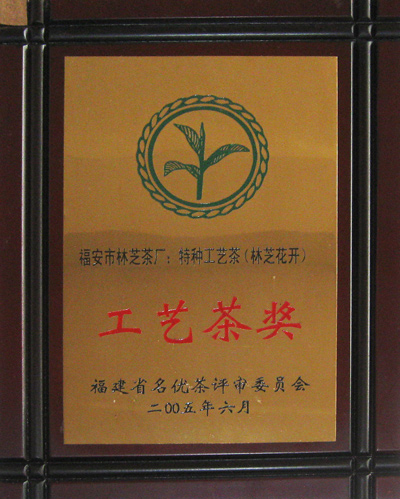 福安市林芝茶厂：特种工艺茶（林芝花开）
工艺茶奖
福建省名优茶评审委员会
二00五年六月